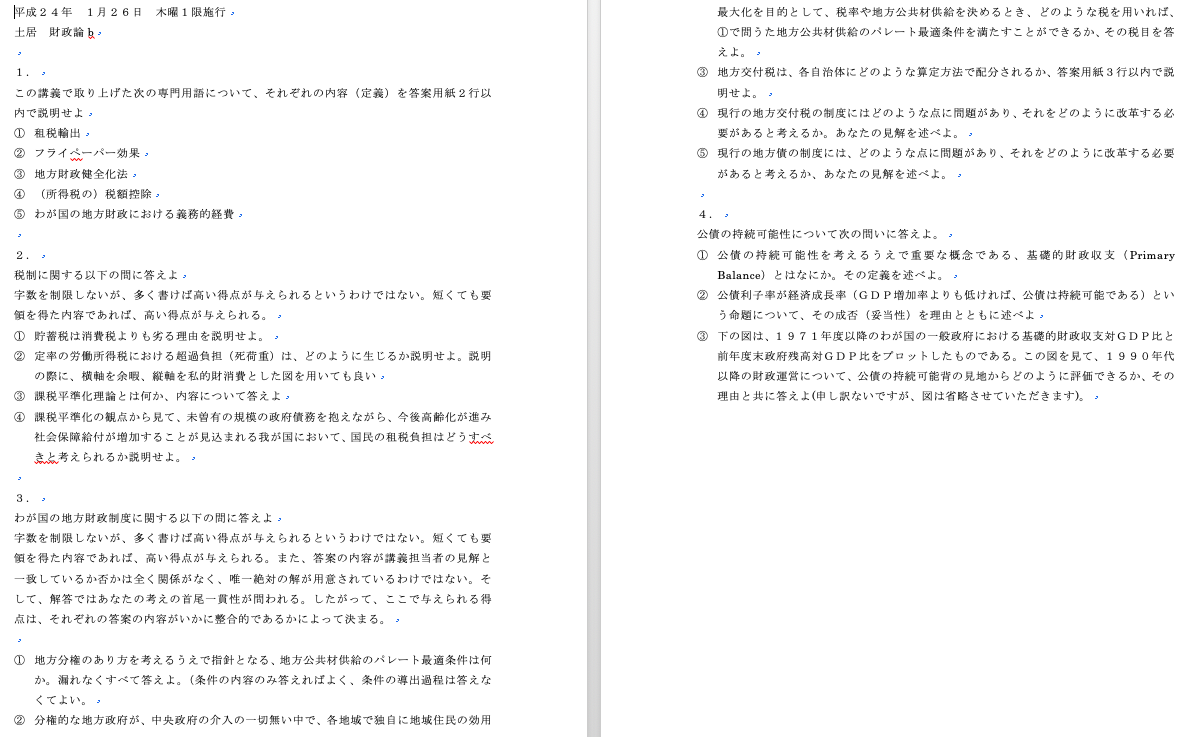 平成２４年　１月２６日　木曜１限施行
土居　財政論 b
１．
この講義で取り上げた次の専門用語について、それぞれの内容（定義）を答案用紙２行以
内で説明せよ
①　租税輸出
②　フライペーパー効果
③　地方財政健全化法
④　（所得税の）税額控除
⑤　わが国の地方財政における義務的経費
２．
税制に関する以下の問に答えよ
字数を制限しないが、多く書けば高い得点が与えられるというわけではない。短くても要
領を得た内容であれば、高い得点が与えられる。
①　貯蓄税は消費税よりも劣る理由を説明せよ。
②　定率の労働所得税における超過負担（死荷重）は、どのように生じるか説明せよ。説明
の際に、横軸を余暇、縦軸を私的財消費とした図を用いても良い
③　課税平準化理論とは何か、内容について答えよ
④　課税平準化の観点から見て、未曽有の規模の政府債務を抱えながら、今後高齢化が進み
社会保障給付が増加することが見込まれる我が国において、国民の租税負担はどうすべ
きと考えられるか説明せよ。
３．
わが国の地方財政制度に関する以下の問に答えよ
字数を制限しないが、多く書けば高い得点が与えられるというわけではない。短くても要
領を得た内容であれば、高い得点が与えられる。また、答案の内容が講義担当者の見解と
一致しているか否かは全く関係がなく、唯一絶対の解が用意されているわけではない。そ
して、解答ではあなたの考えの首尾一貫性が問われる。したがって、ここで与えられる得
点は、それぞれの答案の内容がいかに整合的であるかによって決まる。
①　地方分権のあり方を考えるうえで指針となる、地方公共材供給のパレート最適条件は何
か。漏れなくすべて答えよ。（条件の内容のみ答えればよく、条件の導出過程は答えな
くてよい。
②　分権的な地方政府が、中央政府の介入の一切無い中で、各地域で独自に地域住民の効用
最大化を目的として、税率や地方公共材供給を決めるとき、どのような税を用いれば、
①で問うた地方公共材供給のパレート最適条件を満たすことができるか、その税目を答
えよ。
③　地方交付税は、各自治体にどのような算定方法で配分されるか、答案用紙３行以内で説
明せよ。
④　現行の地方交付税の制度にはどのような点に問題があり、それをどのように改革する必
要があると考えるか。あなたの見解を述べよ。
⑤　現行の地方債の制度には、どのような点に問題があり、それをどのように改革する必要
があると考えるか、あなたの見解を述べよ。
４．
公債の持続可能性について次の問いに答えよ。
①　公債の持続可能性を考えるうえで重要な概念である、基礎的財政収支（Primary
Balance）とはなにか。その定義を述べよ。
②　公債利子率が経済成長率（ＧＤＰ増加率よりも低ければ、公債は持続可能である）とい
う命題について、その成否（妥当性）を理由とともに述べよ
③　下の図は、１９７１年度以降のわが国の一般政府における基礎的財政収支対ＧＤＰ比と
前年度末政府残高対ＧＤＰ比をプロットしたものである。この図を見て、１９９０年代
以降の財政運営について、公債の持続可能背の見地からどのように評価できるか、その
理由と共に答えよ(申し訳ないですが、図は省略させていただきます)。